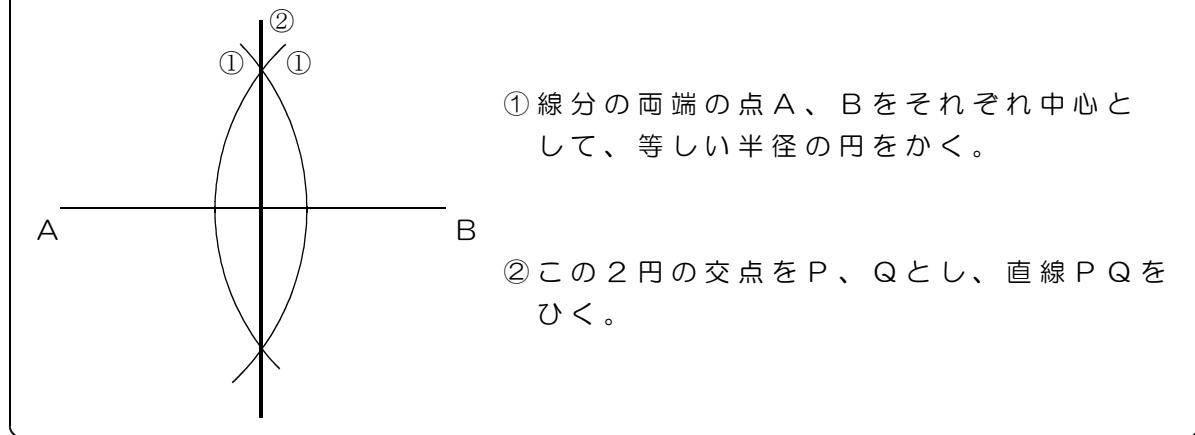 ②
① ①
A
B
①線分の両端の点A、Bをそれぞれ中心と
して、等しい半径の円をかく。
②この2円の交点をP、Qとし、直線PQを
ひく。